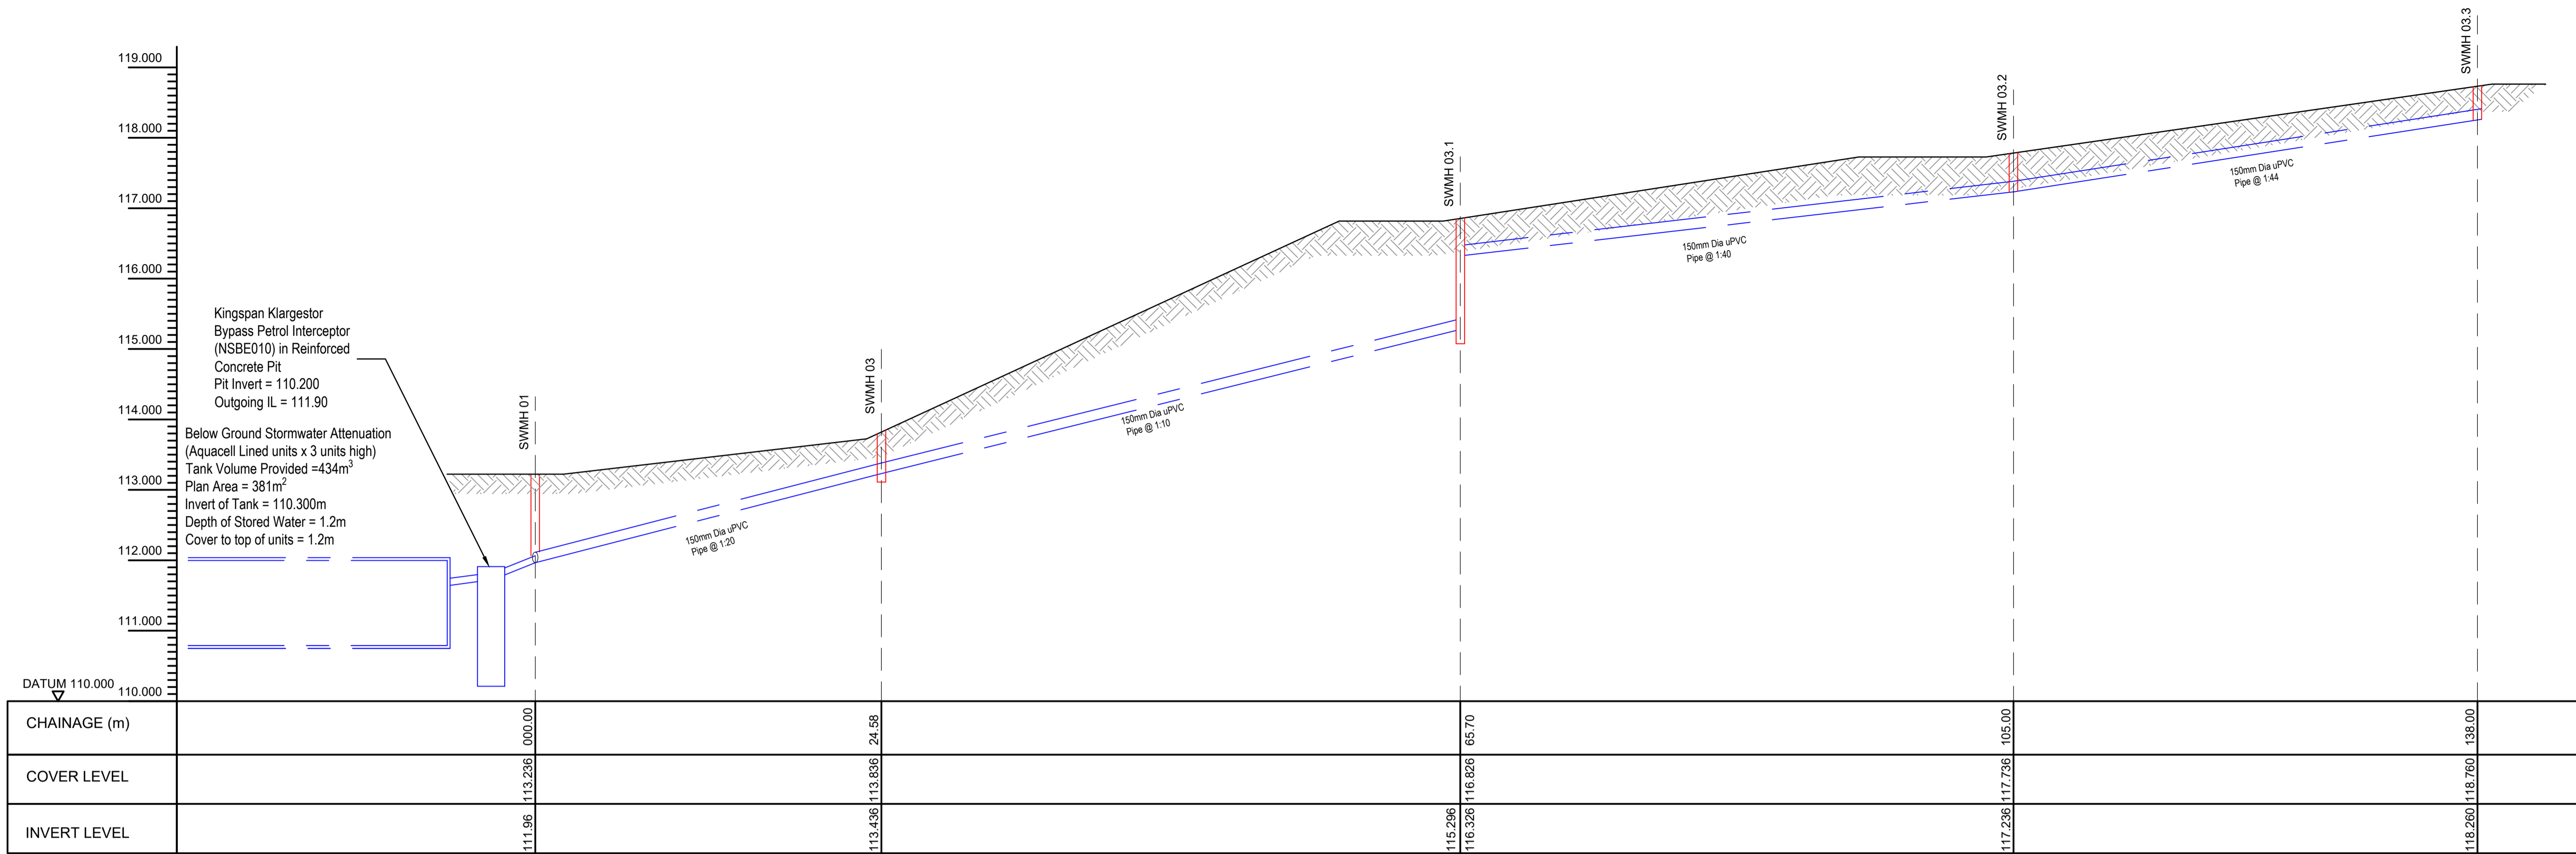 SWMH 03.3
119.000
SWMH 03.2
118.000
SWMH 03.1
150mm Dia uPVC
Pipe @ 1:44
117.000
150mm Dia uPVC
Pipe @ 1:40
116.000
Kingspan Klargestor
Bypass Petrol Interceptor
(NSBE010) in Reinforced
Concrete Pit
Pit Invert = 110.200
Outgoing IL = 111.90
115.000
SWMH 03
SWMH 01
114.000
150mm Dia uPVC
Pipe @ 1:10
Below Ground Stormwater Attenuation
(Aquacell Lined units x 3 units high)
Tank Volume Provided =434m³
Plan Area = 381m²
Invert of Tank = 110.300m
Depth of Stored Water = 1.2m
Cover to top of units = 1.2m
113.000
150mm Dia uPVC
Pipe @ 1:20
112.000
111.000
DATUM 110.000
110.000
CHAINAGE (m)
000.00
24.58
65.70
105.00
138.00
COVER LEVEL
113.236
113.836
116.826
117.736
118.760
INVERT LEVEL
111.96
113.436
115.296
116.326
117.236
118.260